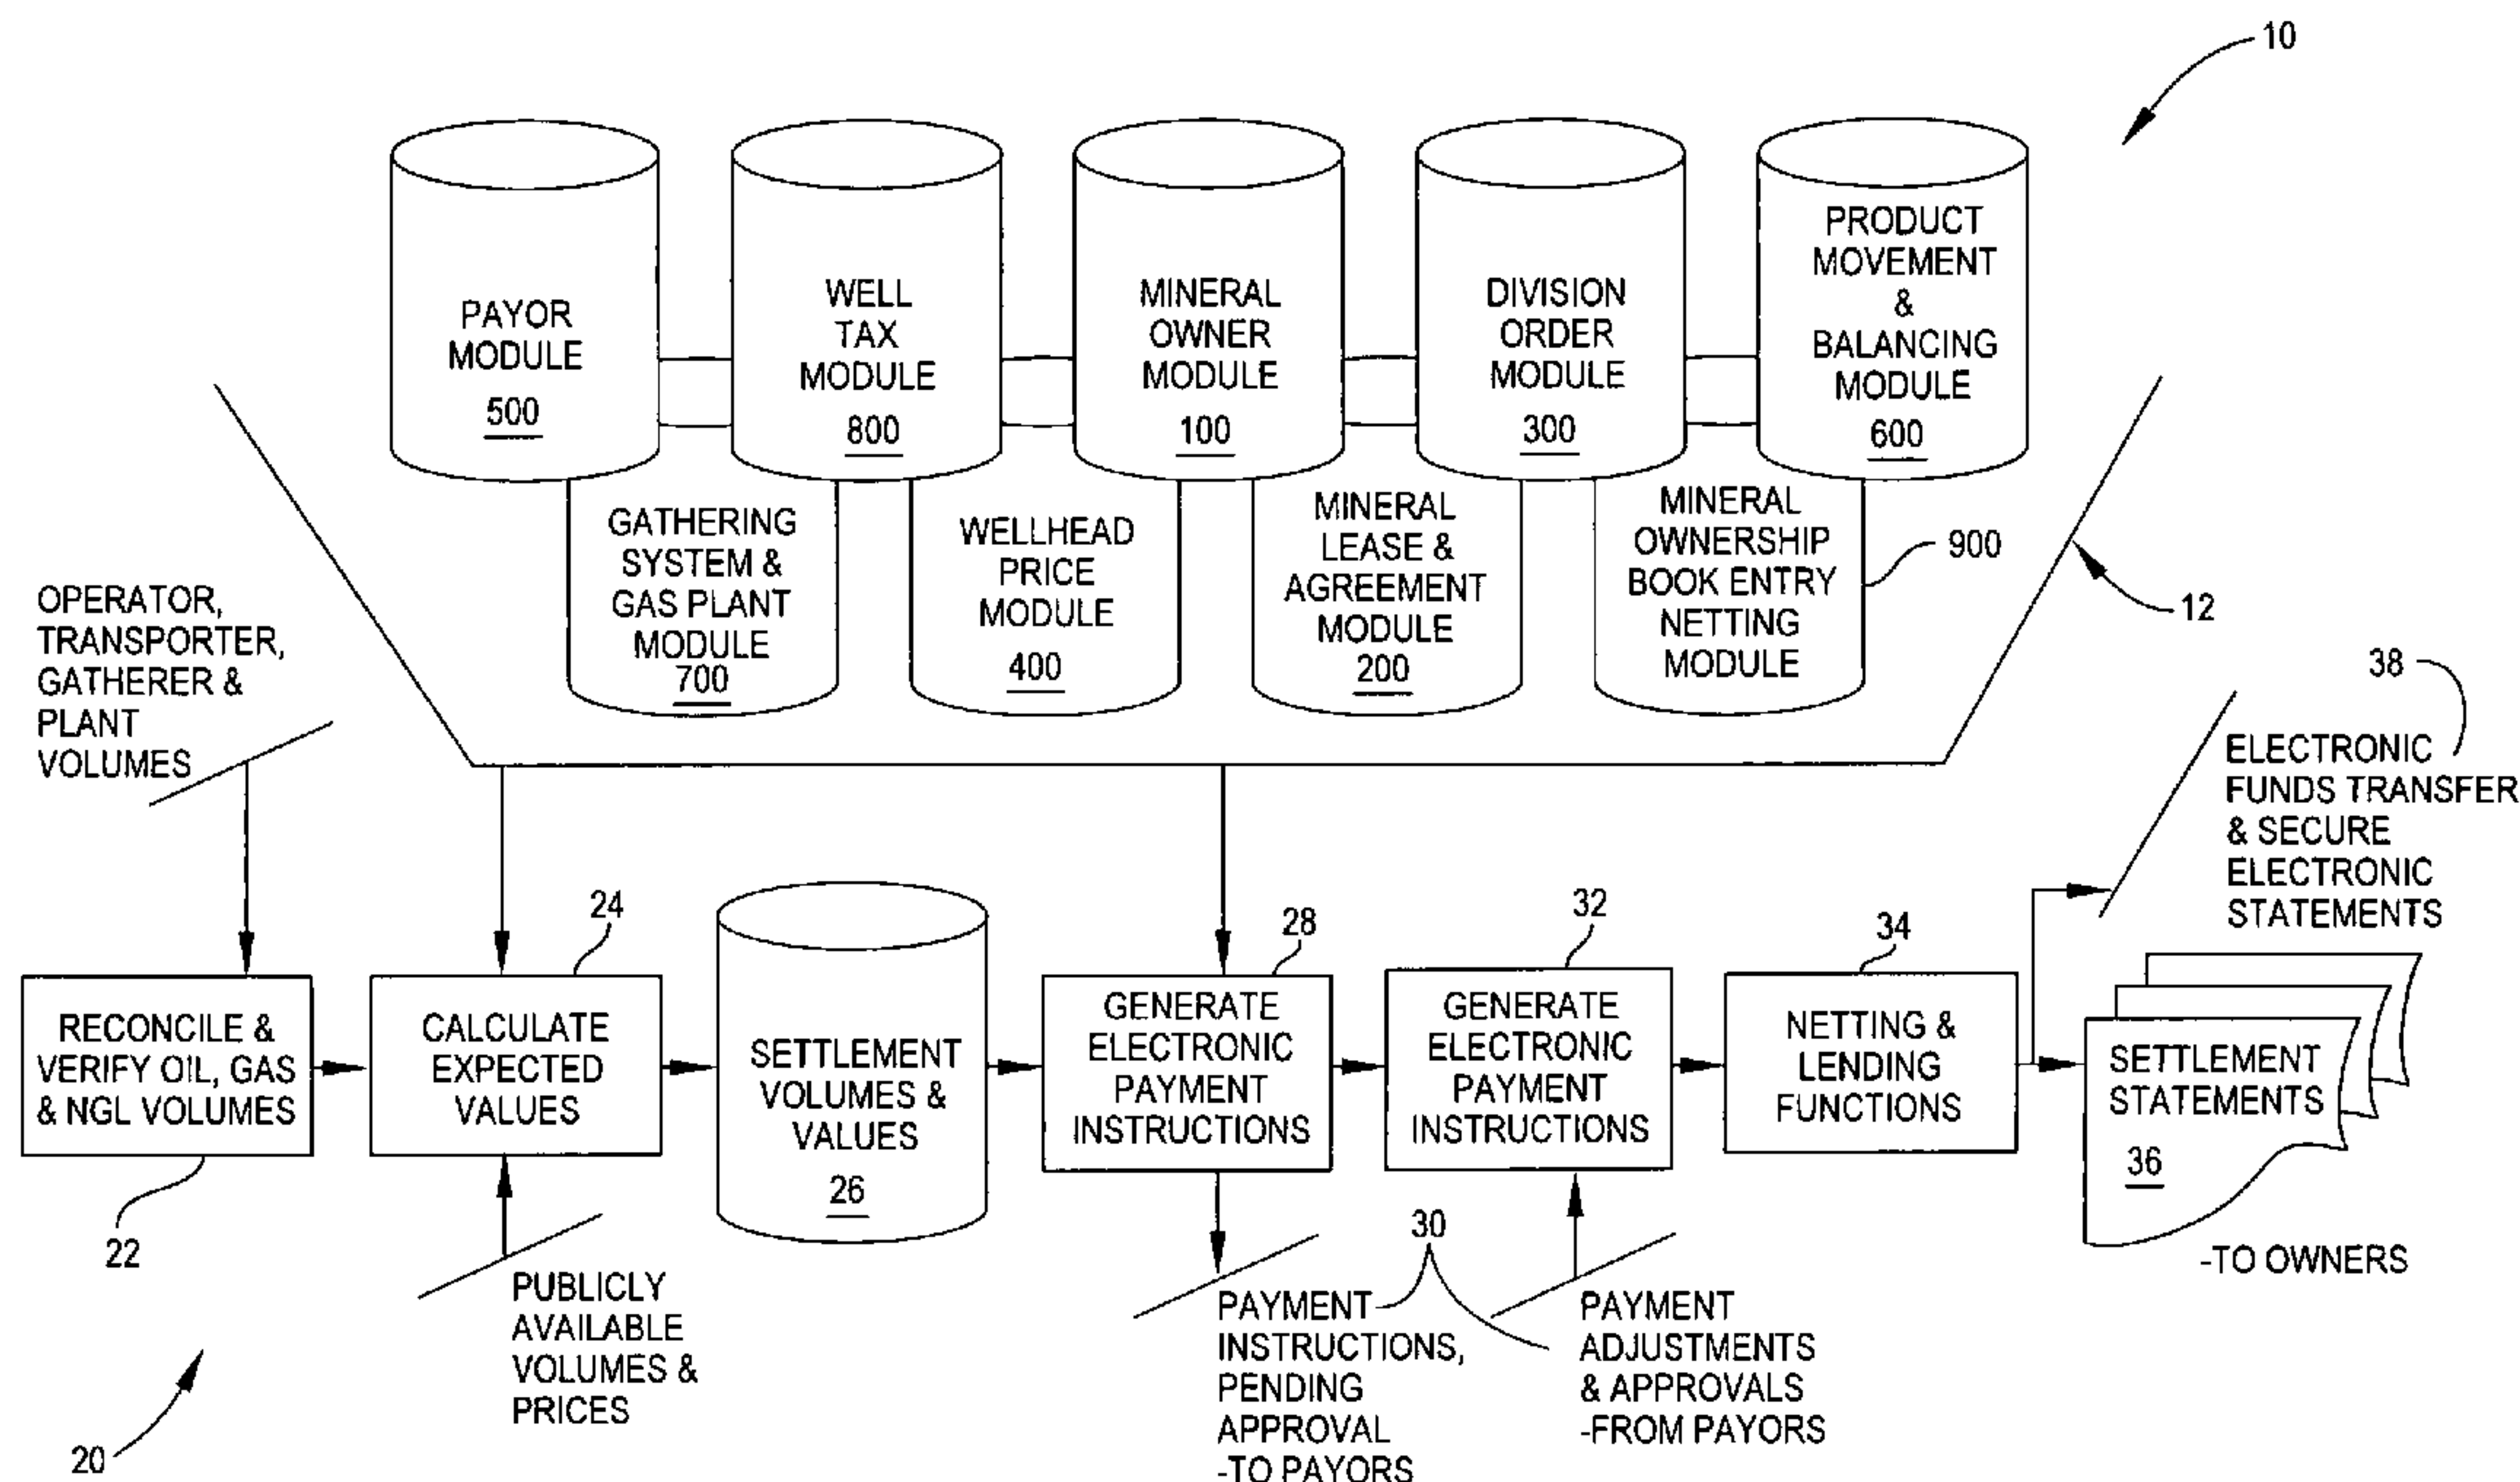 10
PAYOR
MODULE
500
WELL
TAX
MODULE
800
MINERAL
OWNER
MODULE
100
DIVISION
ORDER
MODULE
300
PRODUCT
MOVEMENT
&
BALANCING
MODULE
600
GATHERING
SYSTEM &
GAS PLANT
MODULE
700
WELLHEAD
PRICE
MODULE
400
MINERAL
LEASE &
AGREEMENT
MODULE
200
MINERAL
OWNERSHIP
BOOK ENTRY
NETTING
MODULE
900
12
OPERATOR,
TRANSPORTER,
GATHERER &
PLANT
VOLUMES
38
ELECTRONIC
FUNDS TRANSFER
& SECURE
ELECTRONIC
STATEMENTS
RECONCILE &
VERIFY OIL, GAS
& NGL VOLUMES
22
24
CALCULATE
EXPECTED
VALUES
SETTLEMENT
VOLUMES &
VALUES
26
28
GENERATE
ELECTRONIC
PAYMENT
INSTRUCTIONS
32
GENERATE
ELECTRONIC
PAYMENT
INSTRUCTIONS
34
NETTING &
LENDING
FUNCTIONS
SETTLEMENT
STATEMENTS
36
-TO OWNERS
PUBLICLY
AVAILABLE
VOLUMES &
PRICES
30
PAYMENT
INSTRUCTIONS,
PENDING
APPROVAL
-TO PAYORS
PAYMENT
ADJUSTMENTS
& APPROVALS
-FROM PAYORS
20